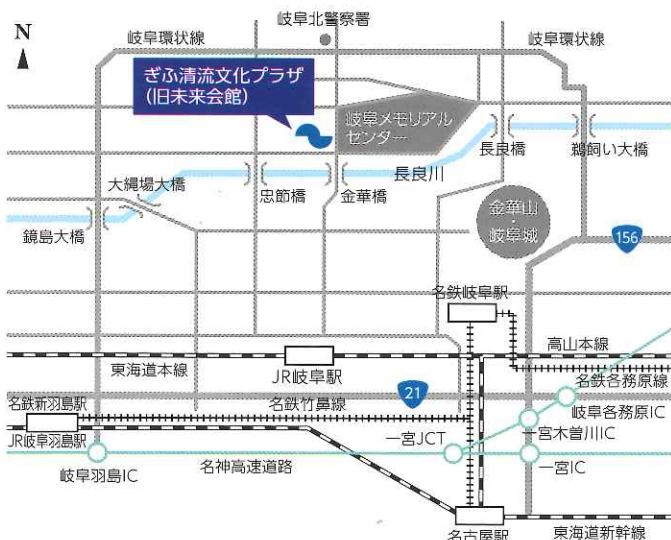 N
岐阜北警察署
岐阜環状線
岐阜環状線
ぎふ清流文化プラザ
(旧未来会館)
岐阜メモリアル
センター
長良橋
鵜飼い大橋
大縄場大橋
忠節橋
金華橋
長良川
鏡島大橋
金華山
・
岐阜城
156
名鉄岐阜駅
高山本線
東海道本線
JR岐阜駅
名鉄各務原線
21
名鉄新羽島駅
名鉄竹鼻線
岐阜各務原IC
JR岐阜羽島駅
一宮JCT
一宮木曽川IC
岐阜羽島IC
名神高速道路
一宮IC
名古屋駅
東海道新幹線